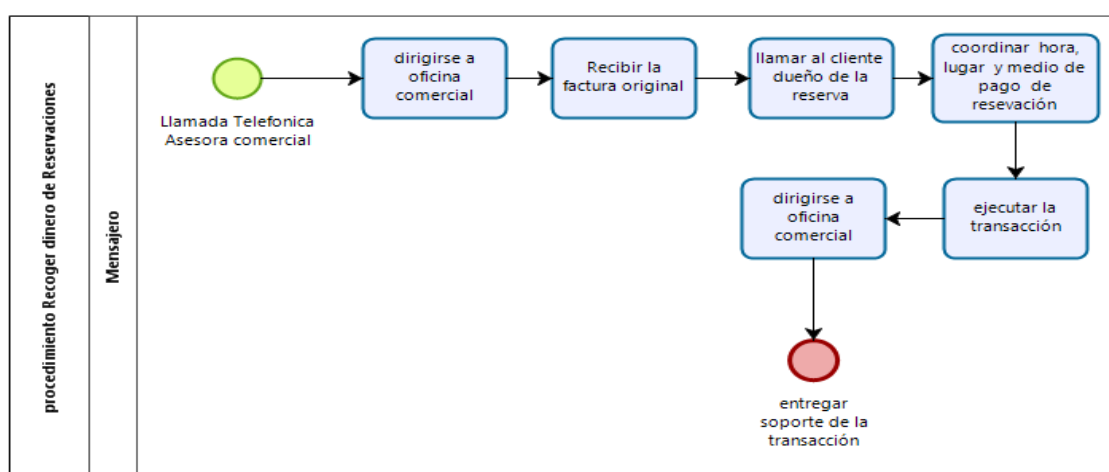 procedimiento Recoger dinero de Reservaciones
Mensajero
Llamada Telefonica
Asesora comercial
dirigirse a
oficina
comercial
Recibir la
factura original
llamar al cliente
dueño de la
reserva
coordinar hora,
lugar y medio de
pago de
resevación
ejecutar la
transacción
dirigirse a
oficina
comercial
entregar
soporte de la
transacción